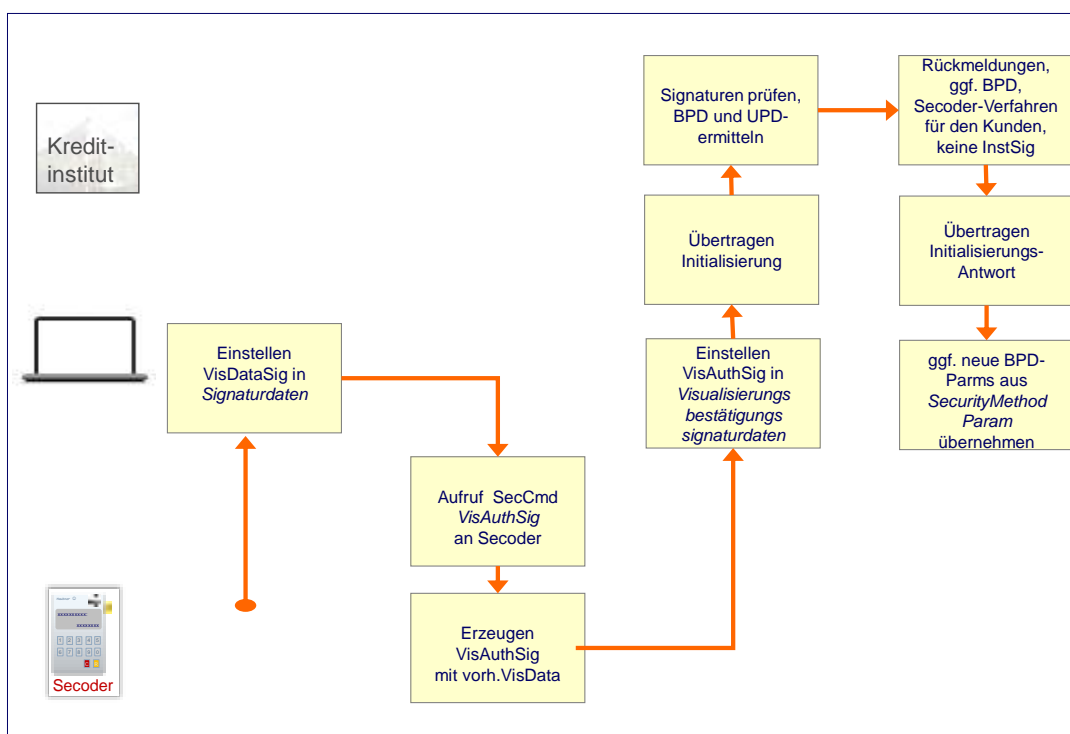 Kredit-
institut
Signaturen prüfen,
BPD und UPD-
ermitteln
Rückmeldungen,
ggf. BPD,
Secoder-Verfahren
für den Kunden,
keine InstSig
Übertragen
Initialisierung
Übertragen
Initialisierungs-
Antwort
Einstellen
VisDataSig in
Signaturdaten
Einstellen
VisAuthSig in
Visualisierungs
bestätigungs
signaturdaten
ggf. neue BPD-
Parms aus
SecurityMethod
Param
übernehmen
Aufruf SecCmd
VisAuthSig
an Secoder
Erzeugen
VisAuthSig
mit vorh.VisData
Secoder